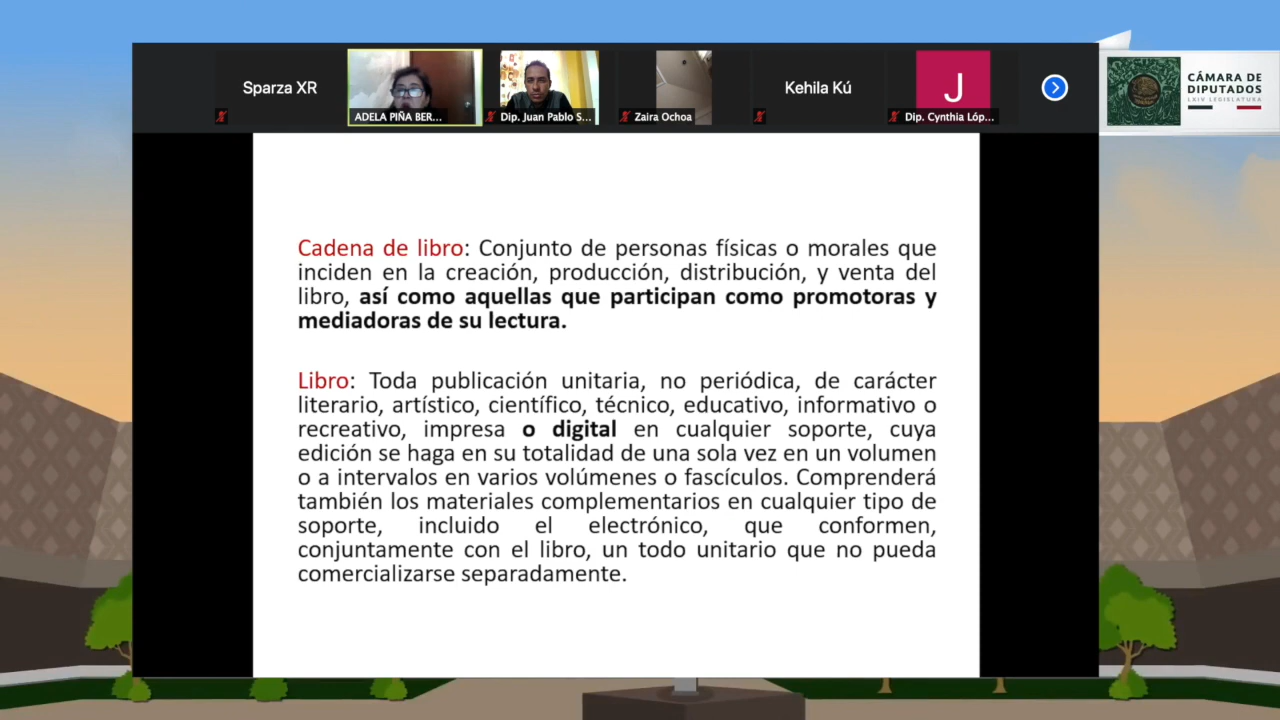 Sparza XR
ADELA PIÑA BER...
Dip. Juan Pablo S...
Zaira Ochoa
Kehila Kú
J
Dip. Cynthia Lóp...
CÁMARA DE
DIPUTADOS
LXIV LEGISLATURA
Cadena de libro: Conjunto de personas físicas o morales que
inciden en la creación, producción, distribución, y venta del
libro, así como aquellas que participan como promotoras y
mediadoras de su lectura.
Libro: Toda publicación unitaria, no periódica, de carácter
literario, artístico, científico, técnico, educativo, informativo o
recreativo, impresa o digital en cualquier soporte, cuya
edición se haga en su totalidad de una sola vez en un volumen
o a intervalos en varios volúmenes o fascículos. Comprenderá
también los materiales complementarios en cualquier tipo de
soporte, incluido el electrónico, que conformen,
conjuntamente con el libro, un todo unitario que no pueda
comercializarse separadamente.